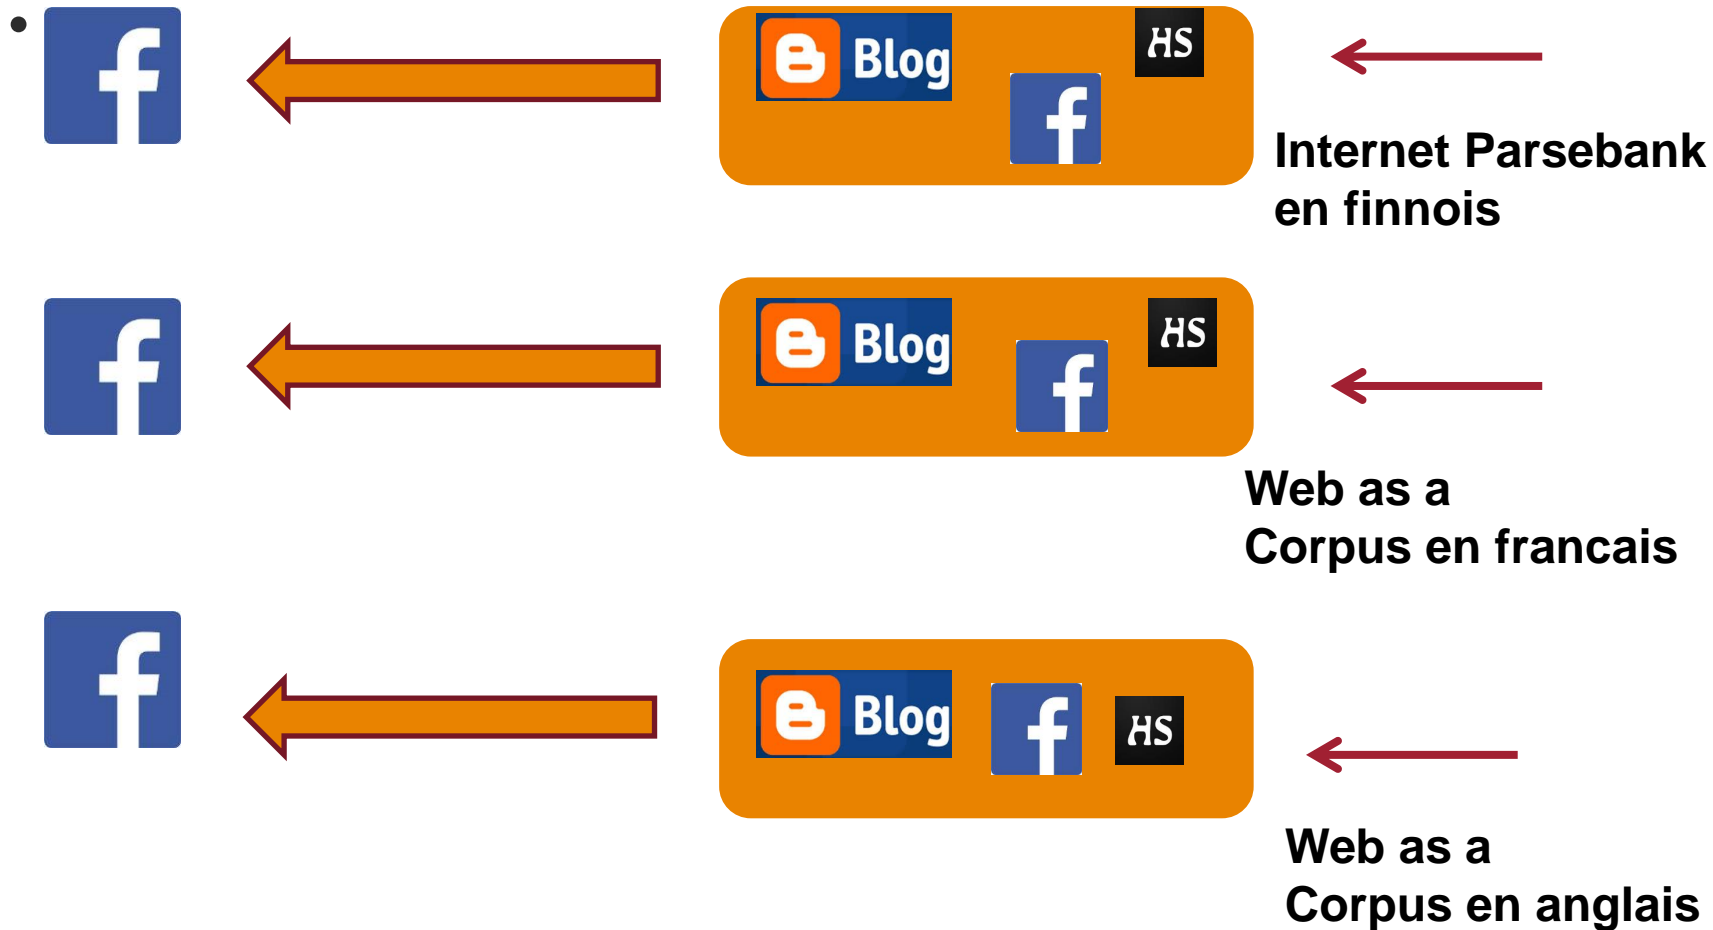 Blog
HS
Internet Parsebank
en finnois
Blog
HS
Web as a
Corpus en francais
Blog
HS
Web as a
Corpus en anglais